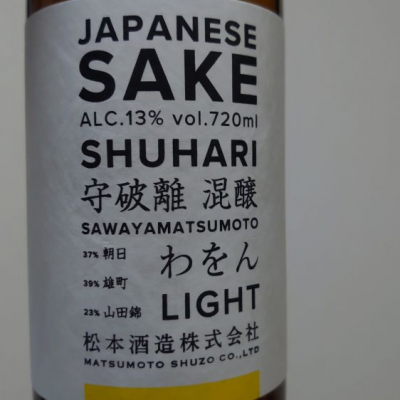 JAPANESE
SAKE
ALC.13% vol.720ml
SHUHARI
守破離 混醸
SAWAYAMATSUMOTO
37% 朝日
39% 雄町
23% 山田錦
わをん
LIGHT
松本酒造株式会社
MATSUMOTO SHUZO CO.,LTD